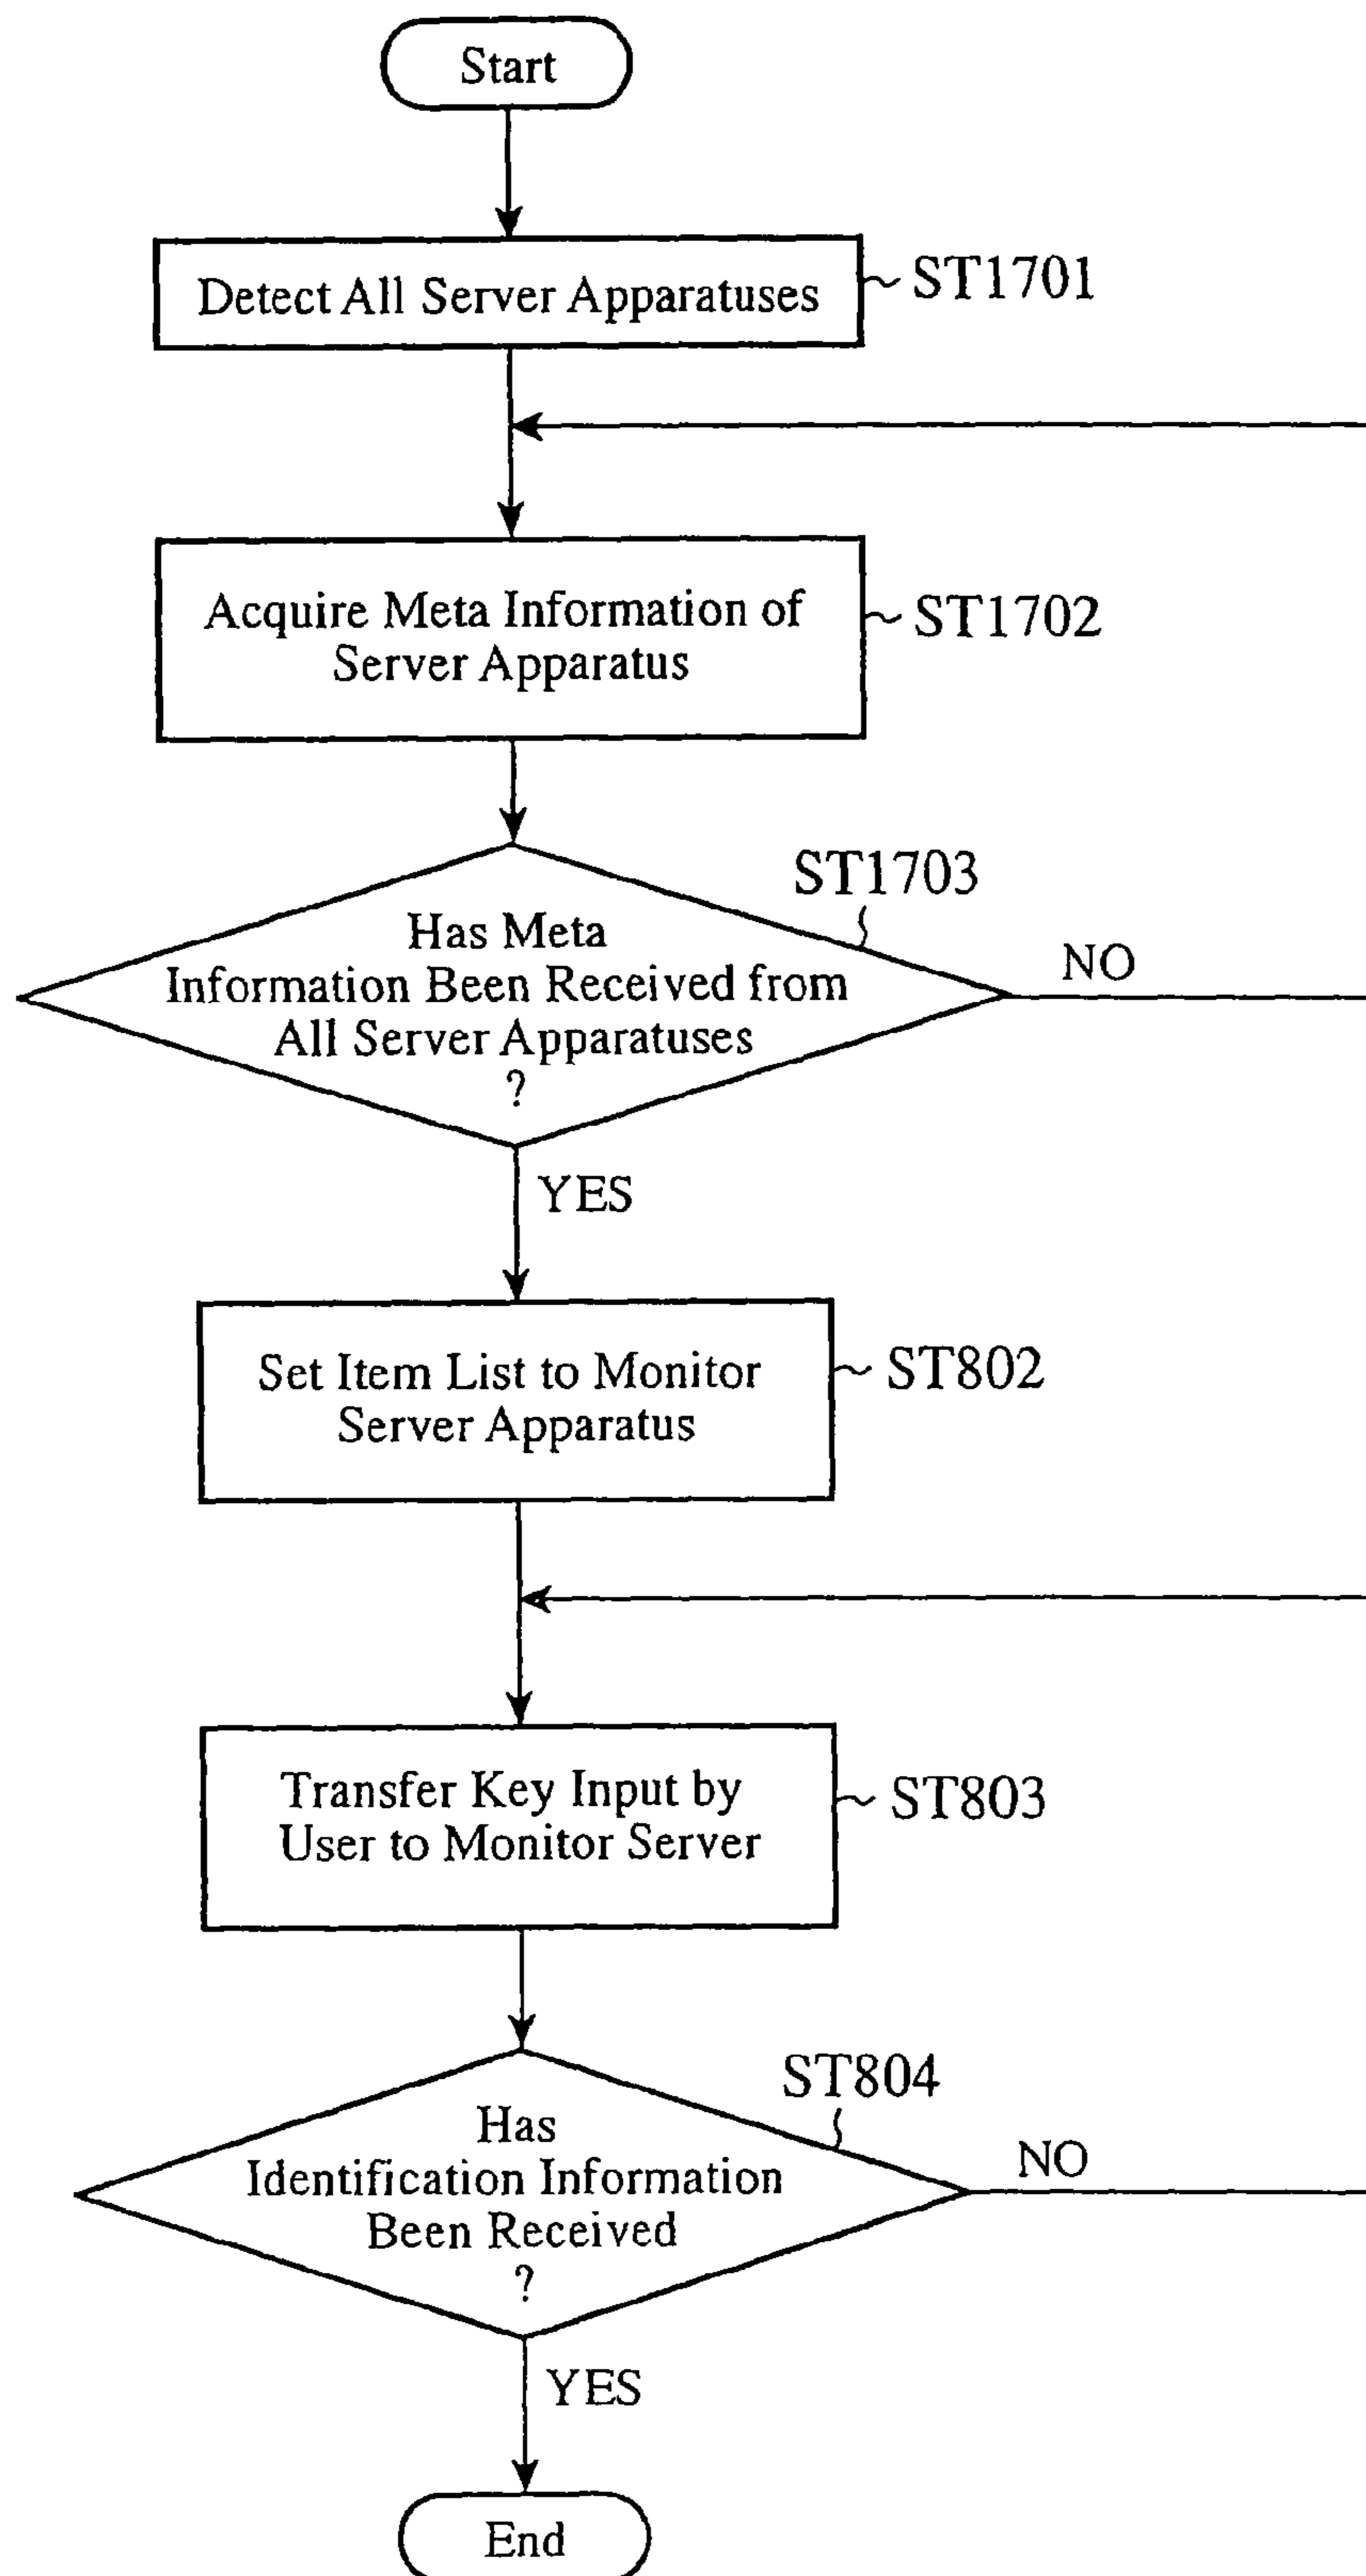 Start
Detect All Server Apparatuses
ST1701
Acquire Meta Information of
Server Apparatus
ST1702
ST1703
Has Meta
Information Been Received from
All Server Apparatuses
?
NO
YES
Set Item List to Monitor
Server Apparatus
ST802
Transfer Key Input by
User to Monitor Server
ST803
ST804
Has
Identification Information
Been Received
?
NO
YES
End